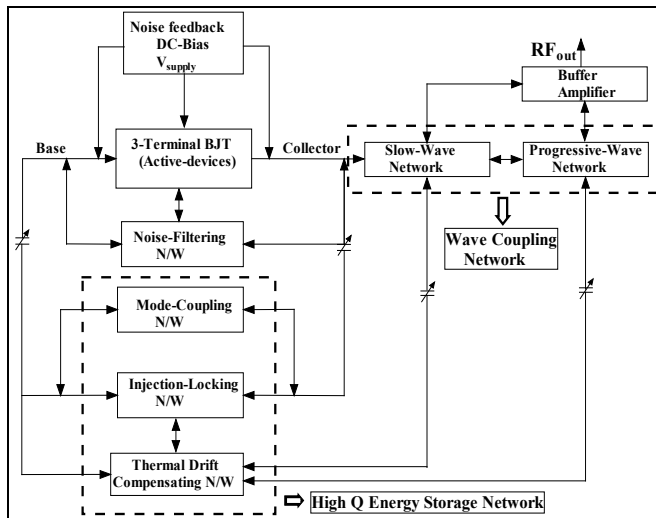 Noise feedback
DC-Bias
Vsupply
RFout
Buffer
Amplifier
Base
3-Terminal BJT
(Active-devices)
Collector
Slow-Wave
Network
Progressive-Wave
Network
Noise-Filtering
N/W
Wave Coupling
Network
Mode-Coupling
N/W
Injection-Locking
N/W
Thermal Drift
Compensating N/W
High Q Energy Storage Network